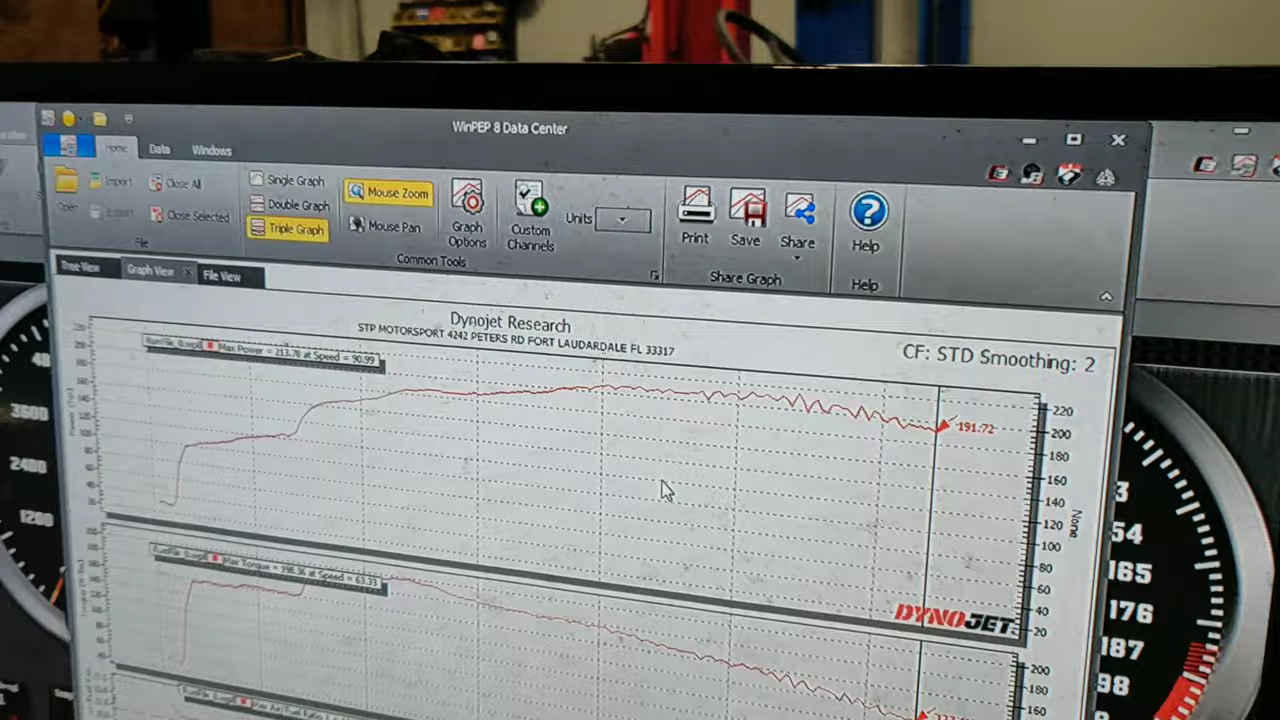 WinPEP 8 Data Center
Home Data Windows
Open Import Close All
Export Close Selected
File
Single Graph
Double Graph
Triple Graph
Mouse Zoom
Mouse Pan
Graph Options
Custom Channels
Units
Common Tools
Print Save Share
Share Graph
Help
Help
Tree View Graph View File View
Dynojet Research
STP MOTORSPORT 4242 PETERS RD FORT LAUDERDALE FL 33317
CF: STD Smoothing: 2
Max Power = 213.78 at Speed = 90.99
191.72
220
200
180
160
140
120
100
80
60
40
20
None
DYNOJET
Max Torque = 198.36 at Speed = 63.33
200
180
160
Max Air/Fuel Ratio
3600
2400
1200
54
165
176
187
98